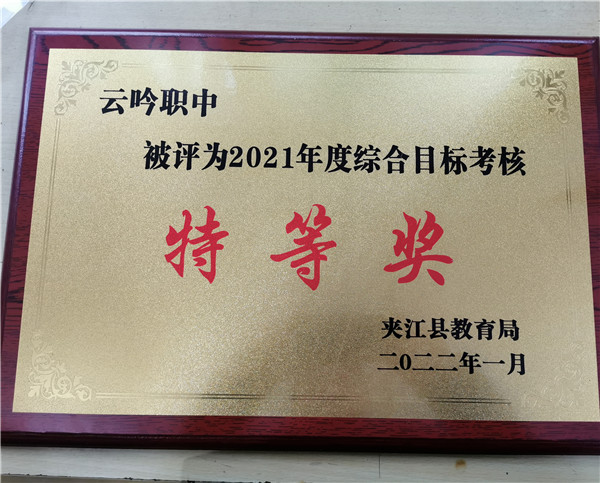 云吟职中
被评为2021年度综合目标考核
特等奖
夹江县教育局
二〇二二年一月